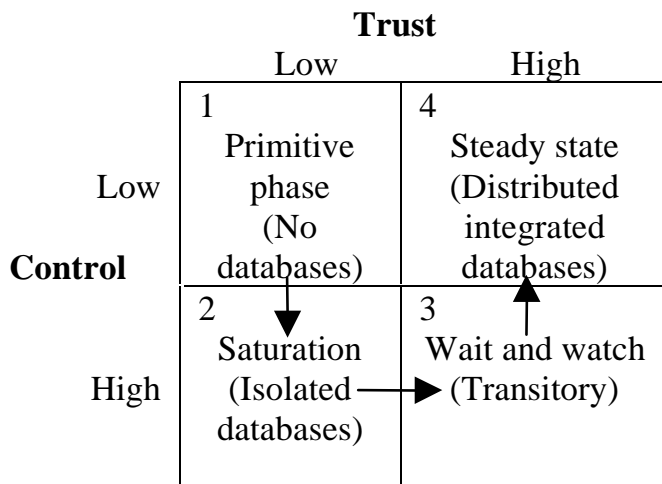 Trust
Low High
1 4
Primitive Steady state
phase (Distributed
Low (No integrated
databases) databases)
Control
2 3
Saturation Wait and watch
High (Isolated (Transitory)
databases)